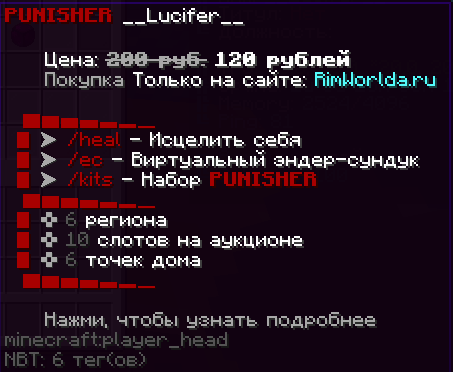 PUNISHER __Lucifer__
Цена: 200 руб. 120 рублей
Покупка Только на сайте: RimWorlda.ru
➤ /heal – Исцелить себя
➤ /ec – Виртуальный эндер-сундук
➤ /kits – Набор PUNISHER
6 региона
10 слотов на аукционе
6 точек дома
Нажми, чтобы узнать подробнее
minecraft:player_head
NBT: 6 тег(ов)